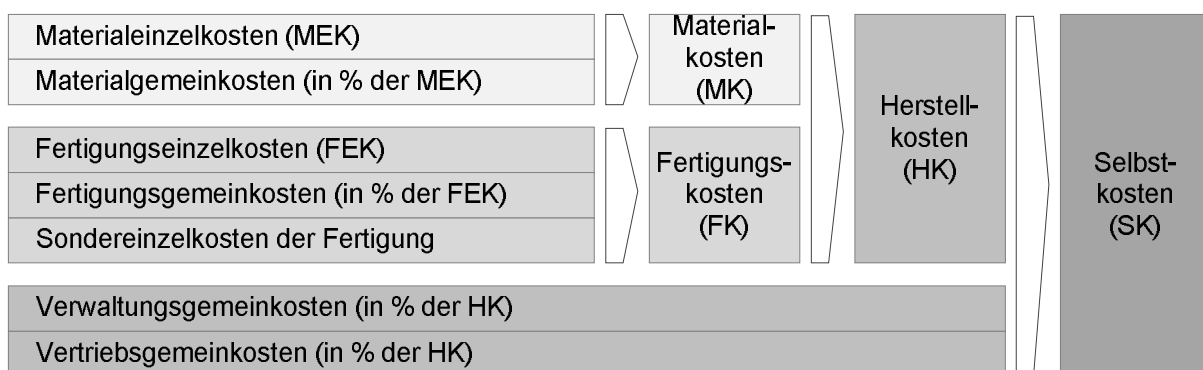 Materialeinzelkosten (MEK)
Materialgemeinkosten (in % der MEK)
Material-
kosten
(MK)
Fertigungseinzelkosten (FEK)
Fertigungsgemeinkosten (in % der FEK)
Sondereinzelkosten der Fertigung
Fertigungs-
kosten
(FK)
Herstell-
kosten
(HK)
Verwaltungsgemeinkosten (in % der HK)
Vertriebsgemeinkosten (in % der HK)
Selbst-
kosten
(SK)